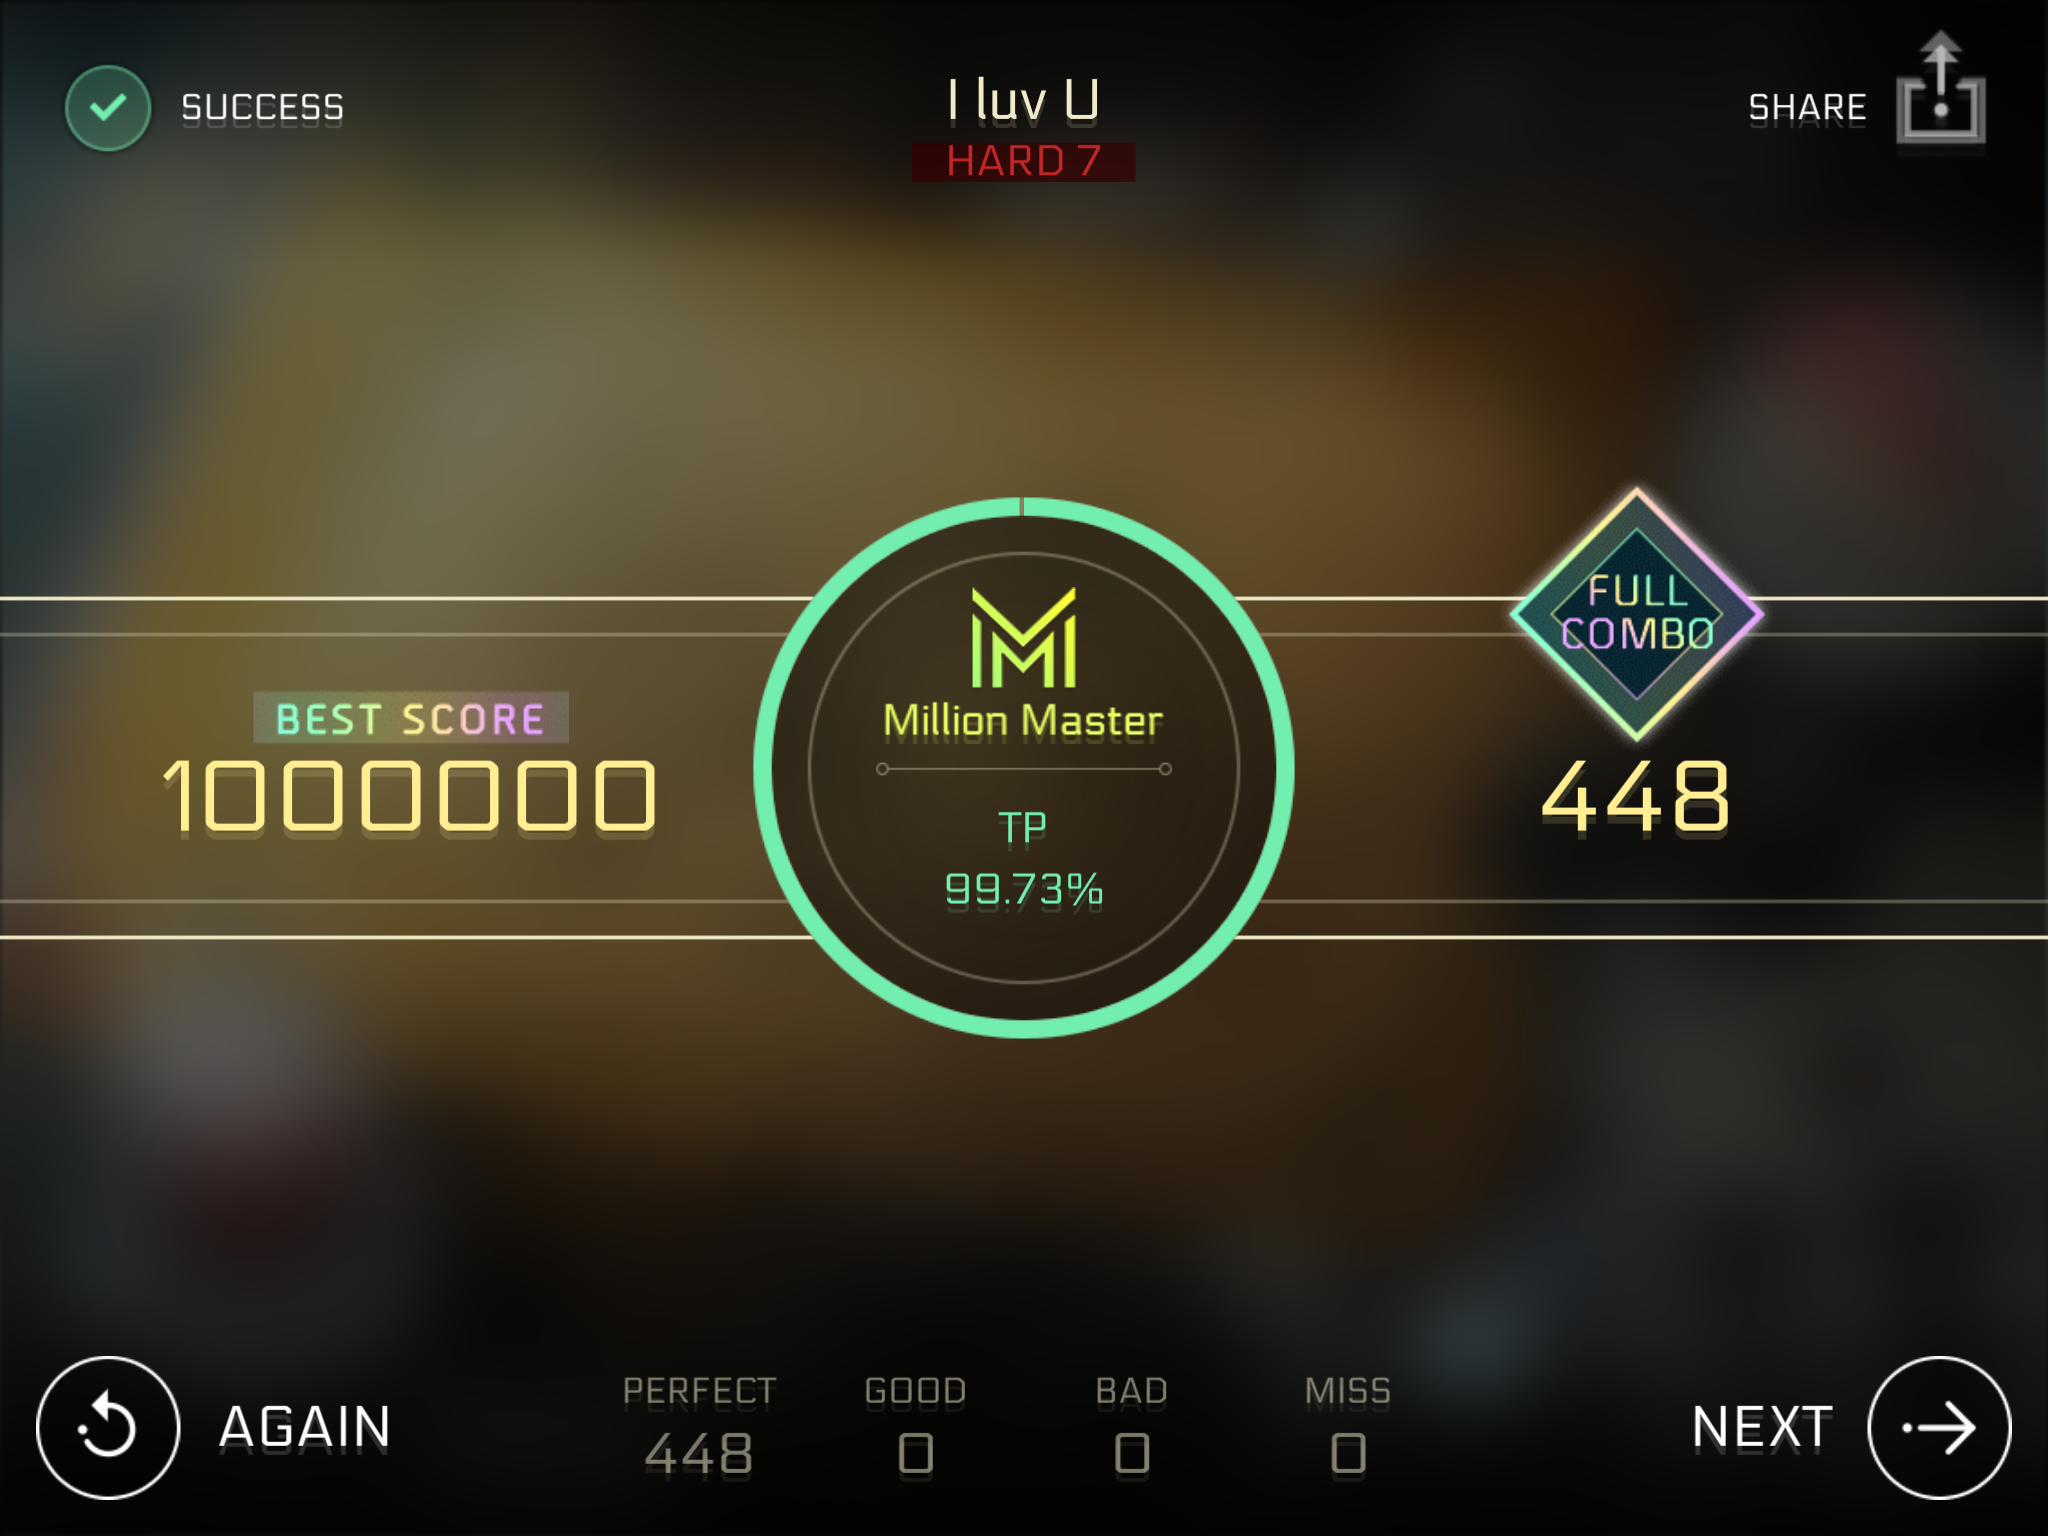 SUCCESS
I luv U
HARD 7
SHARE
FULL
COMBO
BEST SCORE
1000000
Million Master
TP
99.73%
448
AGAIN
PERFECT
448
GOOD
0
BAD
0
MISS
0
NEXT